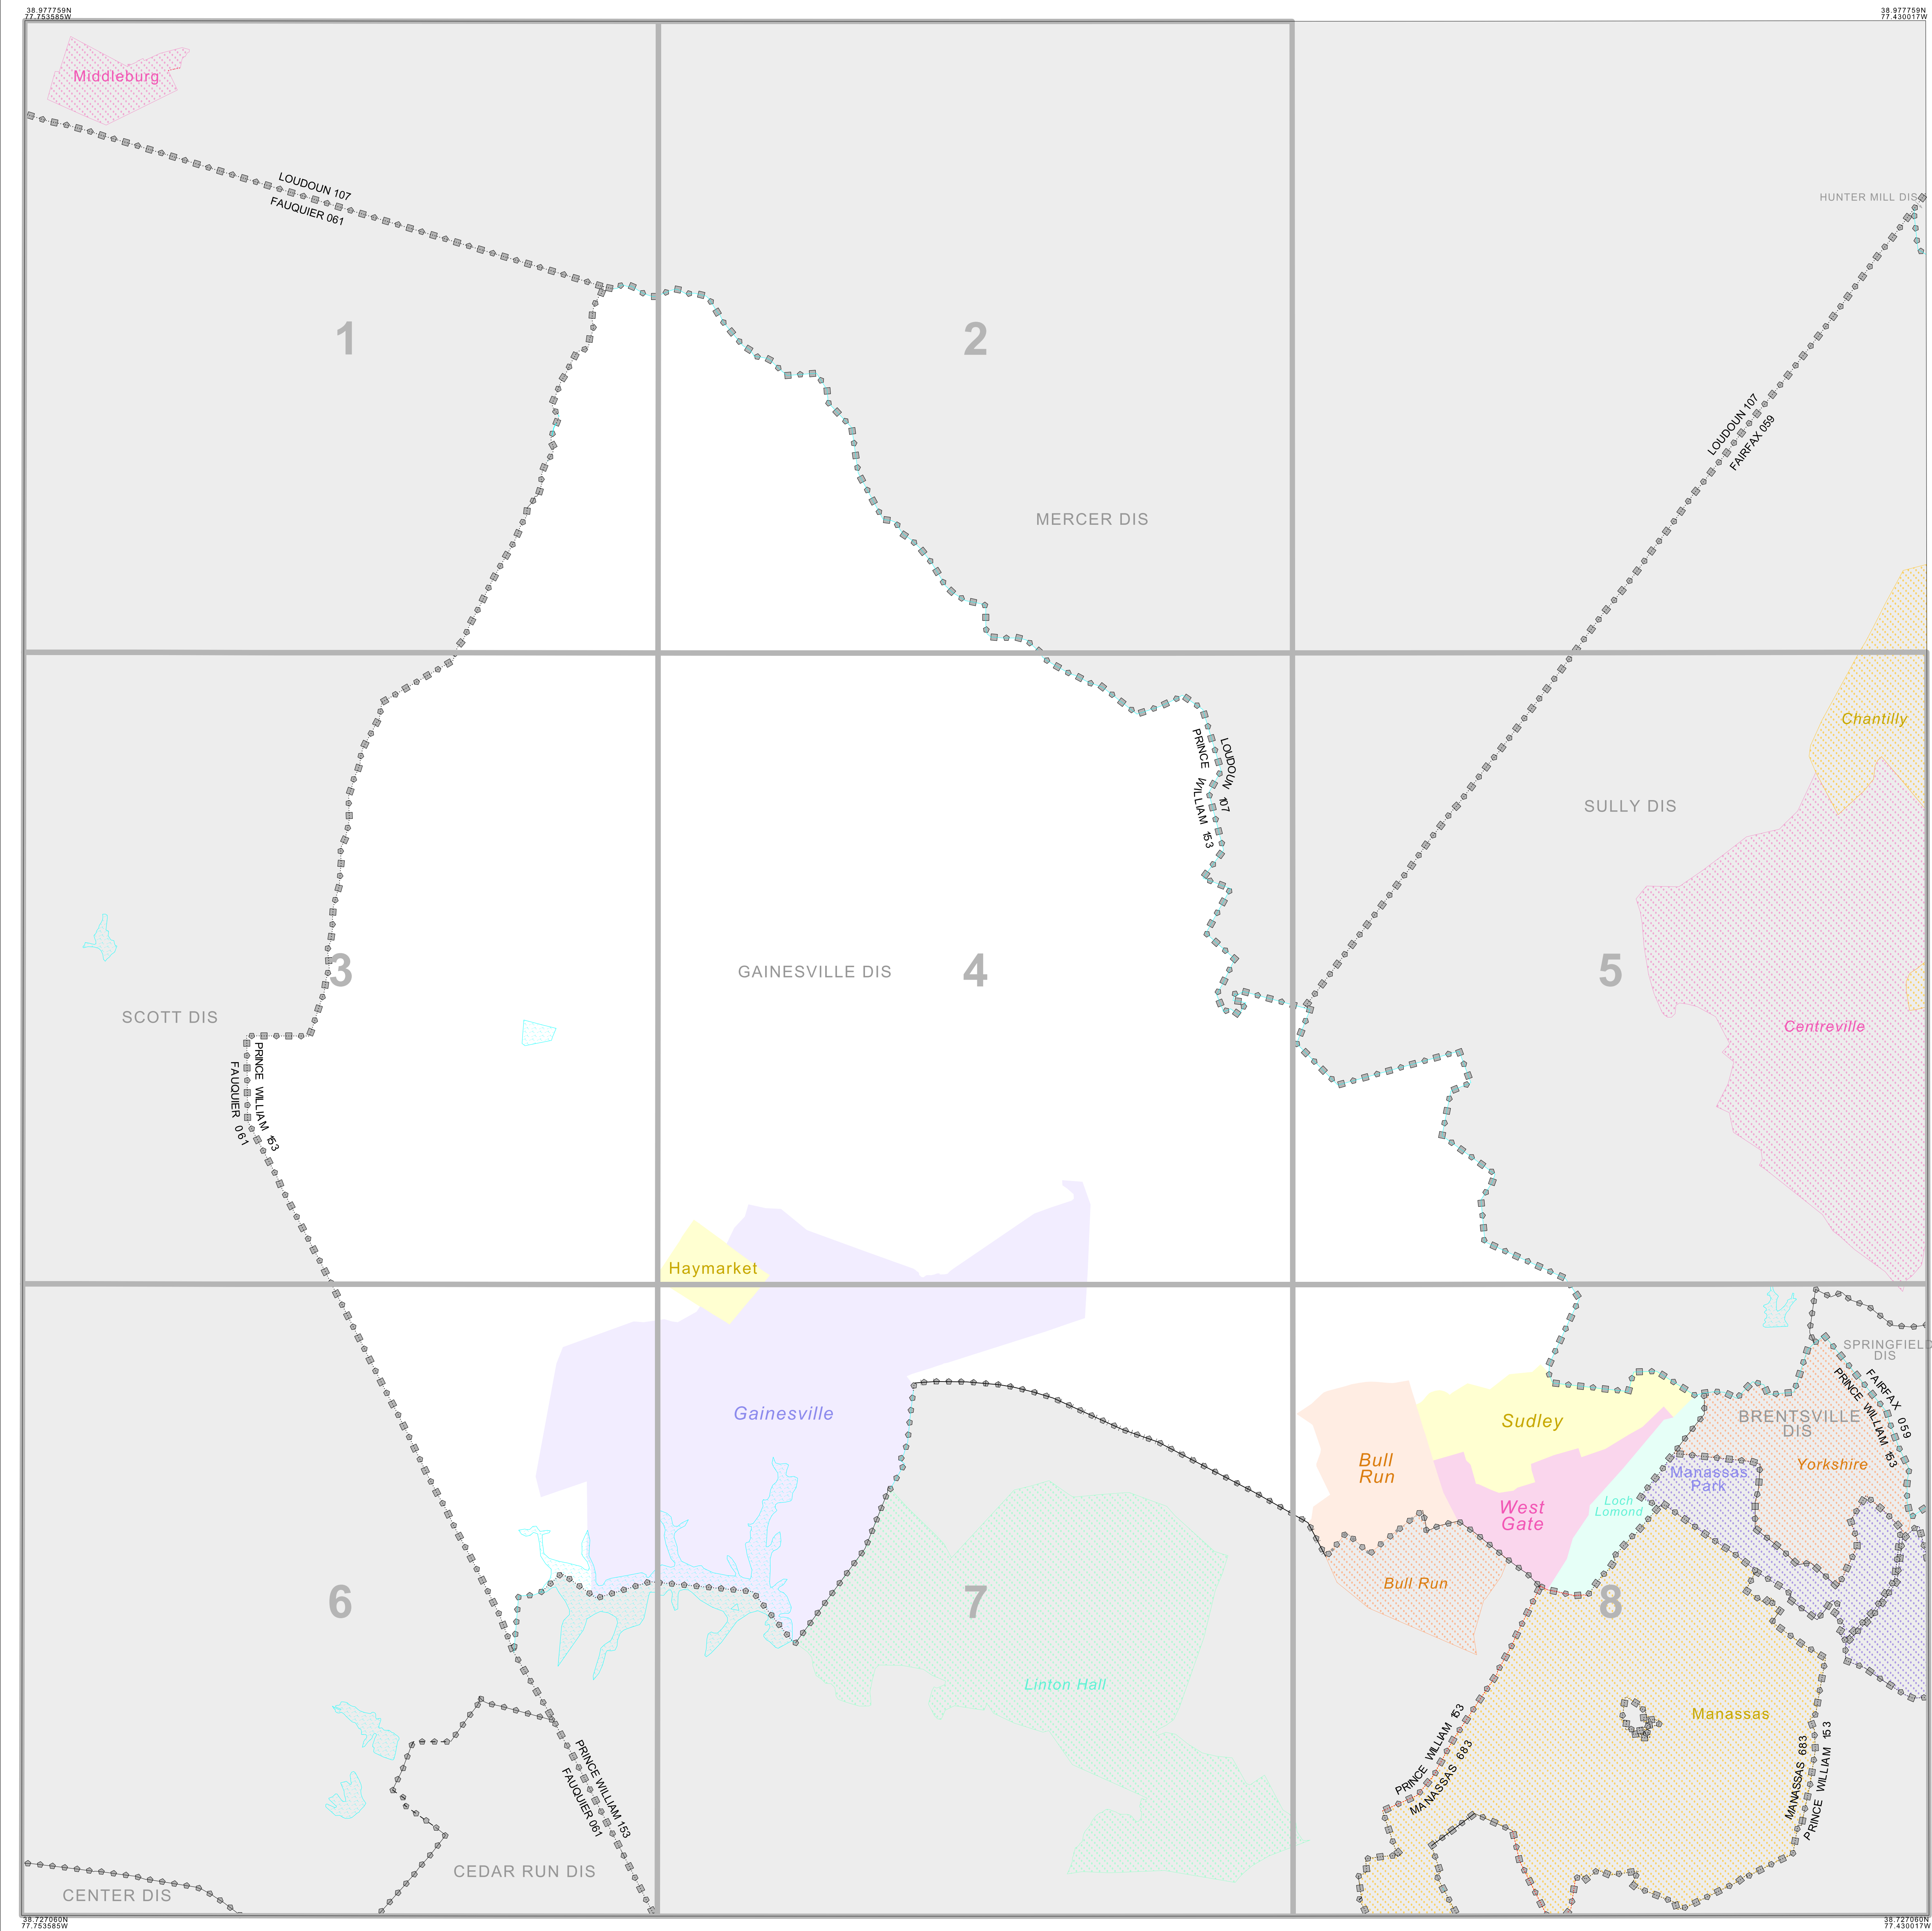 38.977759N
77.753585W
38.977759N
77.430017W
Middleburg
LOUDOUN 107
FAUQUIER 061
HUNTER MILL DIS
1
2
LOUDOUN 107
FAIRFAX 059
MERCER DIS
Chantilly
LOUDOUN 107
PRINCE WILLIAM 153
SULLY DIS
3
GAINESVILLE DIS
4
5
SCOTT DIS
Centreville
PRINCE WILLIAM 153
FAUQUIER 061
Haymarket
SPRINGFIELD
DIS
FAIRFAX 059
PRINCE WILLIAM 153
Gainesville
Sudley
BRENTSVILLE
DIS
Bull
Run
Yorkshire
Manassas
Park
West
Gate
Loch
Lomond
Bull Run
6
7
8
Linton Hall
Manassas
PRINCE WILLIAM 153
MANASSAS 683
MANASSAS 683
PRINCE WILLIAM 153
PRINCE WILLIAM 153
FAUQUIER 061
CEDAR RUN DIS
CENTER DIS
38.727060N
77.753585W
38.727060N
77.430017W